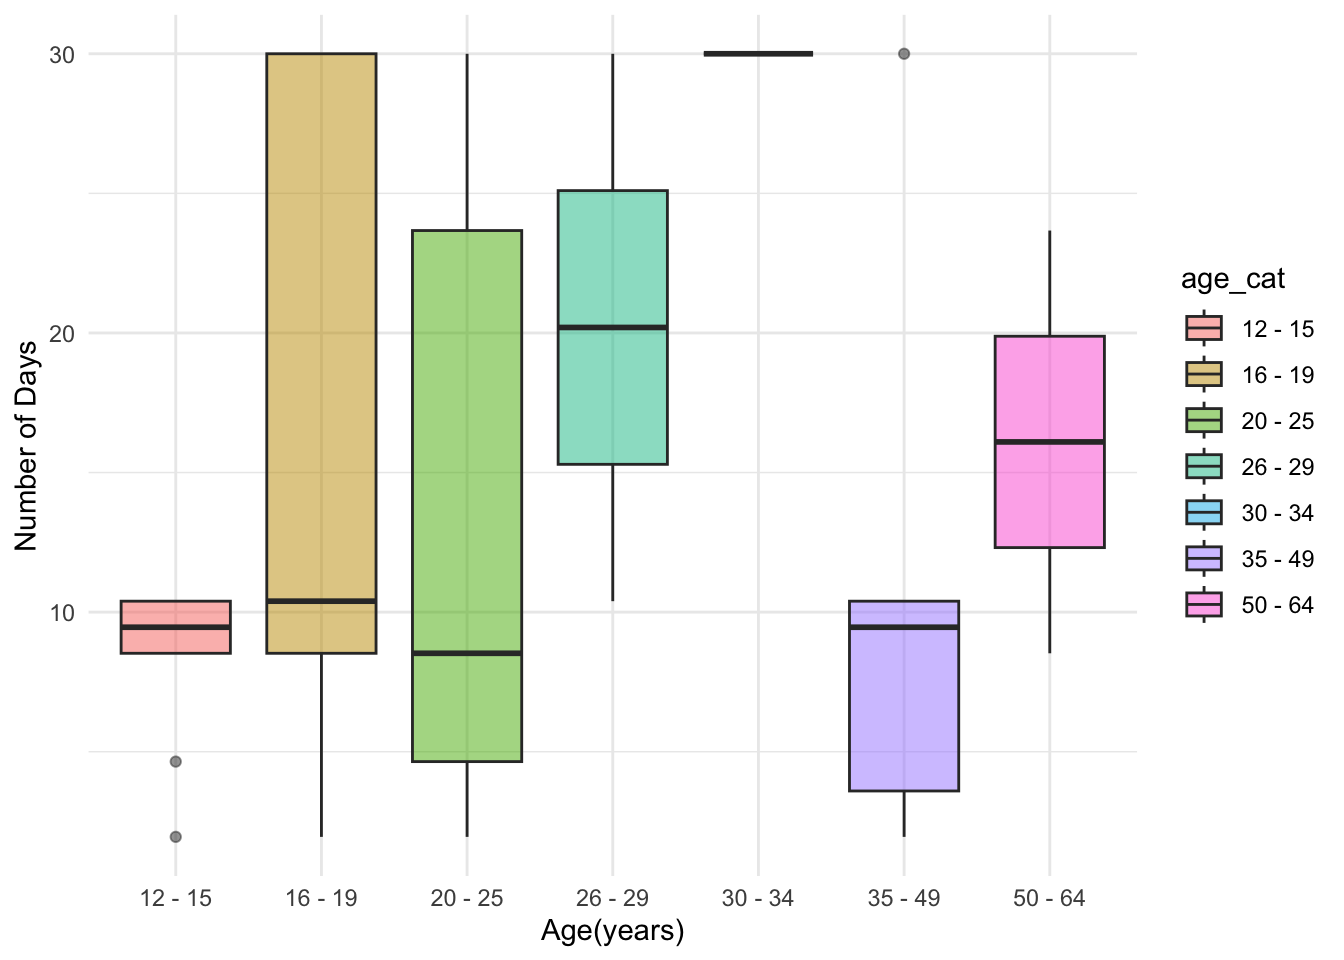 30
20
10
Number of Days
12 - 15
16 - 19
20 - 25
26 - 29
30 - 34
35 - 49
50 - 64
Age(years)
age_cat
12 - 15
16 - 19
20 - 25
26 - 29
30 - 34
35 - 49
50 - 64